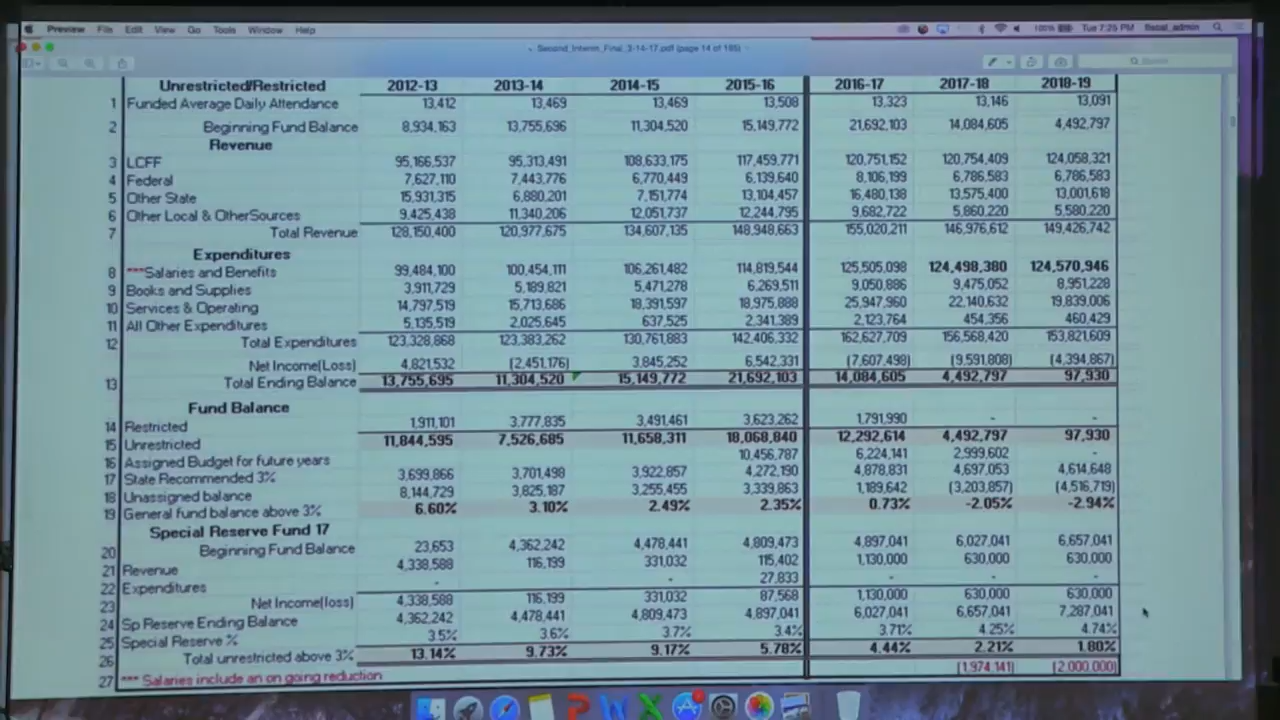 Preview File Edit View Go Tools Window Help 100% Tue 7:25 PM fiscal_admin
Second_Interim_Final_3-14-17.pdf (page 14 of 185)
Search
Unrestricted/Restricted 2012-13 2013-14 2014-15 2015-16 2016-17 2017-18 2018-19
1 Funded Average Daily Attendance 13,412 13,469 13,469 13,508 13,323 13,146 13,091
2 Beginning Fund Balance 8,934,163 13,755,696 11,304,520 15,149,772 21,692,103 14,084,605 4,492,797
Revenue
3 LCFF 95,166,537 95,313,491 108,633,175 117,459,771 120,751,152 120,754,409 124,058,321
4 Federal 7,627,110 7,443,776 6,770,449 6,139,640 8,106,199 6,786,583 6,786,583
5 Other State 15,931,315 6,880,201 7,151,774 13,104,457 16,480,138 13,575,400 13,001,618
6 Other Local & OtherSources 9,425,438 11,340,206 12,051,737 12,244,795 9,682,722 5,860,220 5,580,220
7 Total Revenue 128,150,400 120,977,675 134,607,135 148,948,663 155,020,211 146,976,612 149,426,742
Expenditures
8 ***Salaries and Benefits 99,484,100 100,454,111 106,261,482 114,819,544 125,505,098 124,498,380 124,570,946
9 Books and Supplies 3,911,729 5,189,821 5,471,278 6,269,511 9,050,886 9,475,052 8,951,228
10 Services & Operating 14,797,519 15,713,686 18,391,597 18,975,888 25,947,960 22,140,632 19,839,006
11 All Other Expenditures 5,135,519 2,025,645 637,525 2,341,389 2,123,764 454,356 460,429
12 Total Expenditures 123,328,868 123,383,262 130,761,883 142,406,332 162,627,709 156,568,420 153,821,609
Net Income(Loss) 4,821,532 (2,451,176) 3,845,252 6,542,331 (7,607,498) (9,591,808) (4,394,867)
13 Total Ending Balance 13,755,695 11,304,520 15,149,772 21,692,103 14,084,605 4,492,797 97,930
Fund Balance
14 Restricted 1,911,101 3,777,835 3,491,461 3,623,262 1,791,990 - -
15 Unrestricted 11,844,595 7,526,685 11,658,311 18,068,840 12,292,614 4,492,797 97,930
16 Assigned Budget for future years 10,456,787 6,224,141 2,999,602 -
17 State Recommended 3% 3,699,866 3,701,498 3,922,857 4,272,190 4,878,831 4,697,053 4,614,648
18 Unassigned balance 8,144,729 3,825,187 3,255,455 3,339,863 1,189,642 (3,203,857) (4,516,719)
19 General fund balance above 3% 6.60% 3.10% 2.49% 2.35% 0.73% -2.05% -2.94%
Special Reserve Fund 17
20 Beginning Fund Balance 23,653 4,362,242 4,478,441 4,809,473 4,897,041 6,027,041 6,657,041
21 Revenue 4,338,588 116,199 331,032 115,402 1,130,000 630,000 630,000
22 Expenditures - - - 27,833 - - -
23 Net Income(loss) 4,338,588 116,199 331,032 87,568 1,130,000 630,000 630,000
24 Sp Reserve Ending Balance 4,362,242 4,478,441 4,809,473 4,897,041 6,027,041 6,657,041 7,287,041
25 Special Reserve % 3.5% 3.6% 3.7% 3.4% 3.71% 4.25% 4.74%
26 Total unrestricted above 3% 13.14% 9.73% 9.17% 5.78% 4.44% 2.21% 1.80%
27 *** Salaries include an on going reduction (1,974,141) (2,000,000)